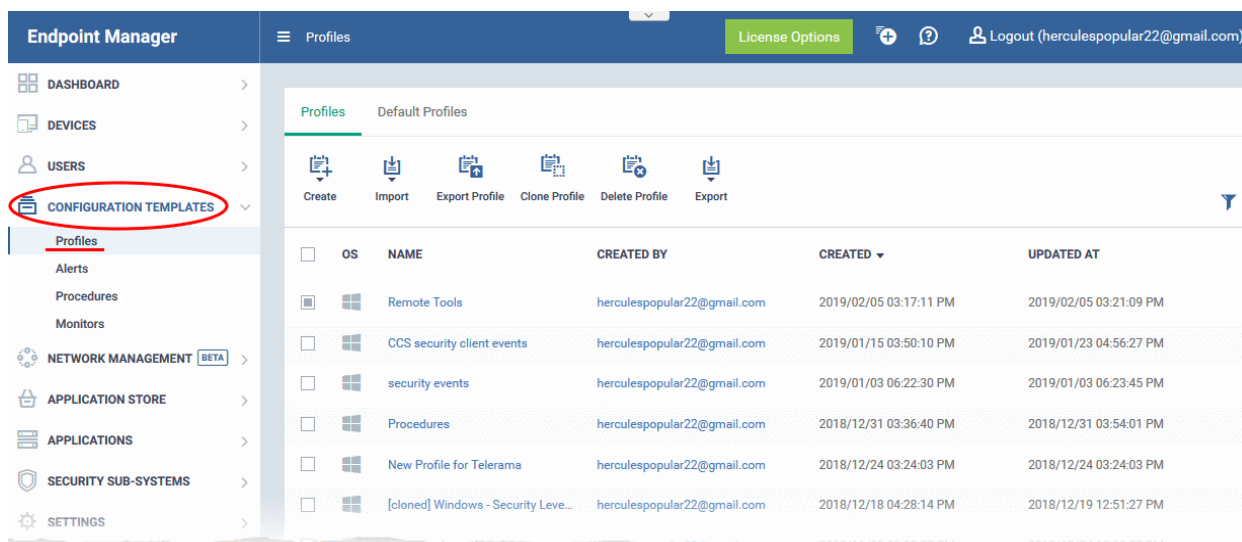 Endpoint Manager
Profiles
License Options
Logout (herculespopular22@gmail.com)
DASHBOARD
DEVICES
USERS
CONFIGURATION TEMPLATES
Profiles
Alerts
Procedures
Monitors
NETWORK MANAGEMENT BETA
APPLICATION STORE
APPLICATIONS
SECURITY SUB-SYSTEMS
SETTINGS
Profiles Default Profiles
Create Import Export Profile Clone Profile Delete Profile Export
OS NAME CREATED BY CREATED UPDATED AT
Remote Tools herculespopular22@gmail.com 2019/02/05 03:17:11 PM 2019/02/05 03:21:09 PM
CCS security client events herculespopular22@gmail.com 2019/01/15 03:50:10 PM 2019/01/23 04:56:27 PM
security events herculespopular22@gmail.com 2019/01/03 06:22:30 PM 2019/01/03 06:23:45 PM
Procedures herculespopular22@gmail.com 2018/12/31 03:36:40 PM 2018/12/31 03:54:01 PM
New Profile for Telerama herculespopular22@gmail.com 2018/12/24 03:24:03 PM 2018/12/24 03:24:03 PM
[cloned] Windows - Security Leve... herculespopular22@gmail.com 2018/12/18 04:28:14 PM 2018/12/19 12:51:27 PM